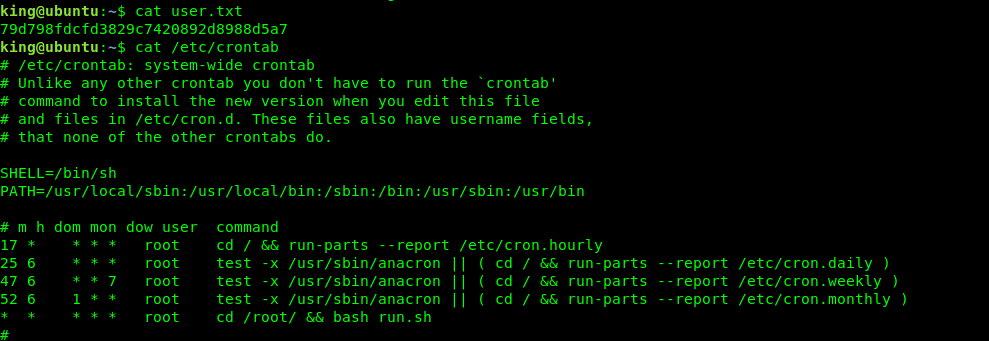 king@ubuntu:~$ cat user.txt
79d798fdcfd3829c7420892d8988d5a7
king@ubuntu:~$ cat /etc/crontab
# /etc/crontab: system-wide crontab
# Unlike any other crontab you don't have to run the `crontab'
# command to install the new version when you edit this file
# and files in /etc/cron.d. These files also have username fields,
# that none of the other crontabs do.

SHELL=/bin/sh
PATH=/usr/local/sbin:/usr/local/bin:/sbin:/bin:/usr/sbin:/usr/bin

# m h dom mon dow user  command
17 *    * * *   root    cd / && run-parts --report /etc/cron.hourly
25 6    * * *   root    test -x /usr/sbin/anacron || ( cd / && run-parts --report /etc/cron.daily )
47 6    * * 7   root    test -x /usr/sbin/anacron || ( cd / && run-parts --report /etc/cron.weekly )
52 6    1 * *   root    test -x /usr/sbin/anacron || ( cd / && run-parts --report /etc/cron.monthly )
*  *    * * *   root    cd /root/ && bash run.sh
#